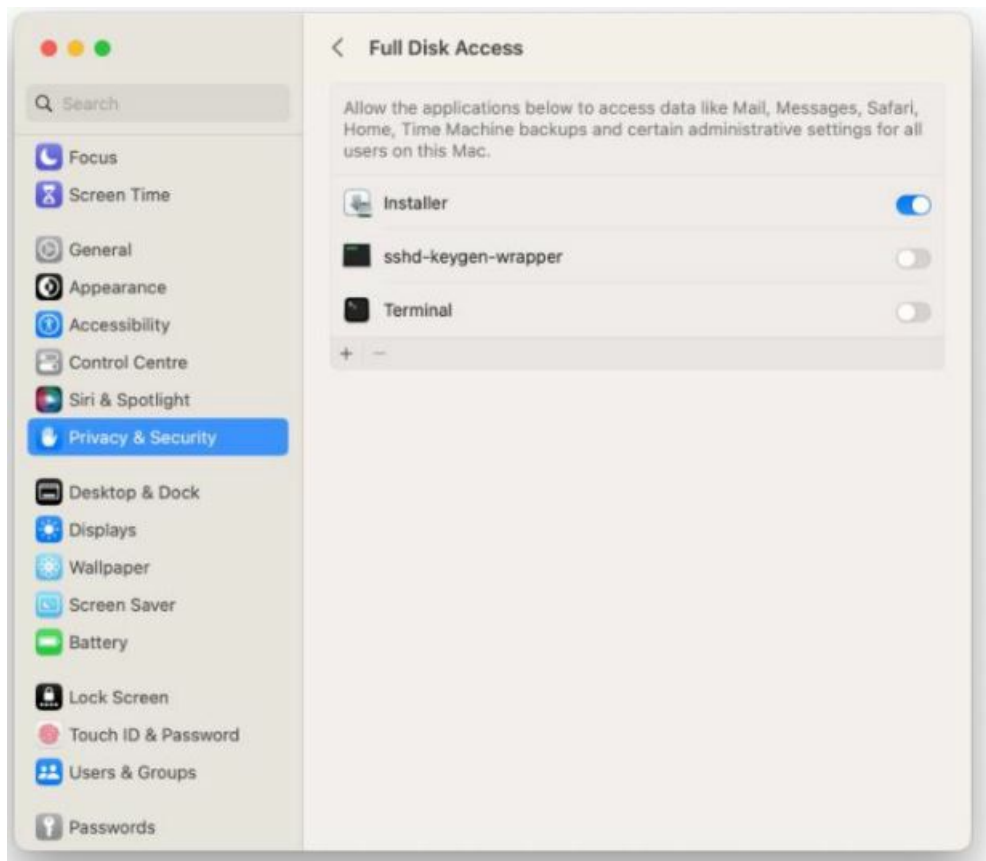 Search
Focus
Screen Time
General
Appearance
Accessibility
Control Centre
Siri & Spotlight
Privacy & Security
Desktop & Dock
Displays
Wallpaper
Screen Saver
Battery
Lock Screen
Touch ID & Password
Users & Groups
Passwords
Full Disk Access
Allow the applications below to access data like Mail, Messages, Safari,
Home, Time Machine backups and certain administrative settings for all
users on this Mac.
Installer
sshd-keygen-wrapper
Terminal